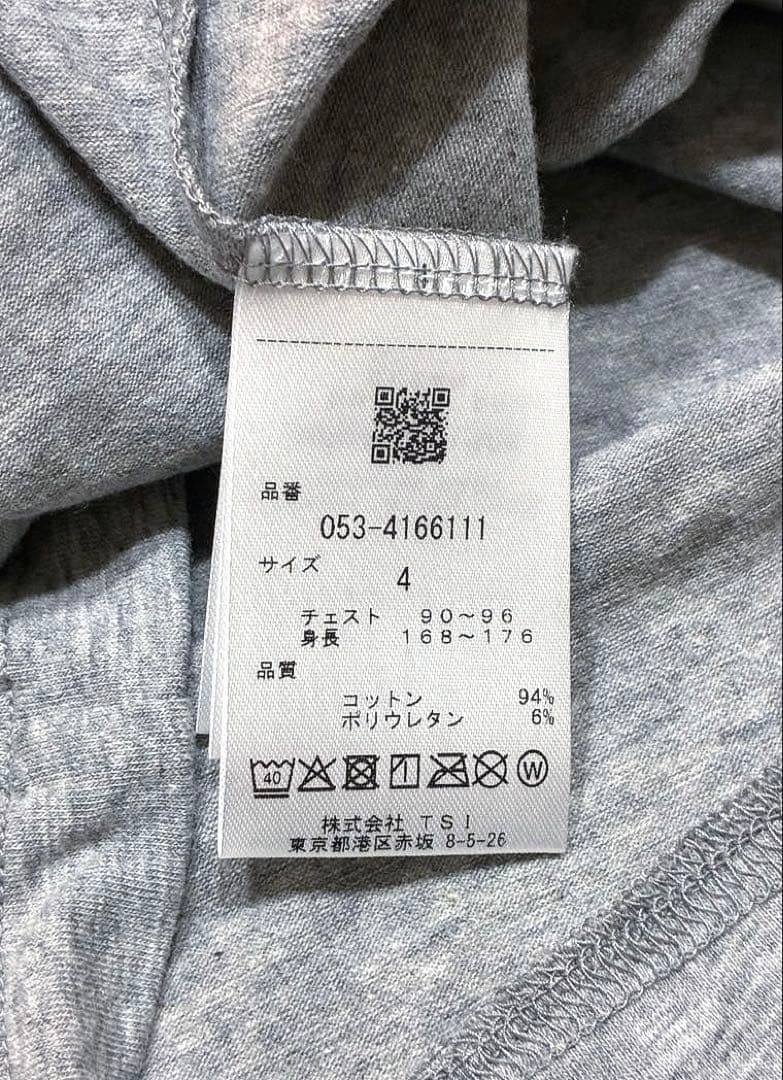 品番
053-4166111
サイズ
4
チェスト 90～96
身長 168～176
品質
コットン 94%
ポリウレタン 6%
40 W
株式会社 TSI
東京都港区赤坂 8-5-26